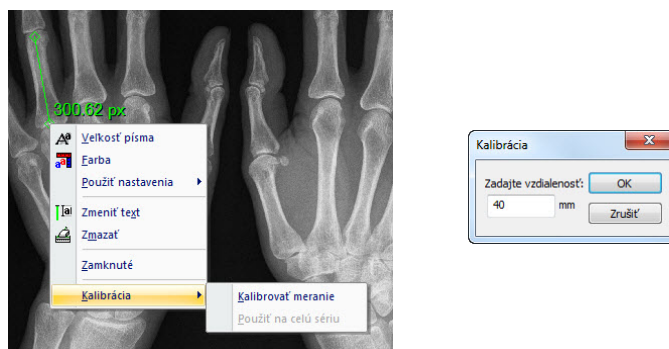 300.62 px
Veľkosť písma
Farba
Použiť nastavenia
Zmeniť text
Zmazať
Zamknuté
Kalibrácia
Kalibrovať meranie
Použiť na celú sériu
Kalibrácia
Zadajte vzdialenosť:
OK
40 mm
Zrušiť